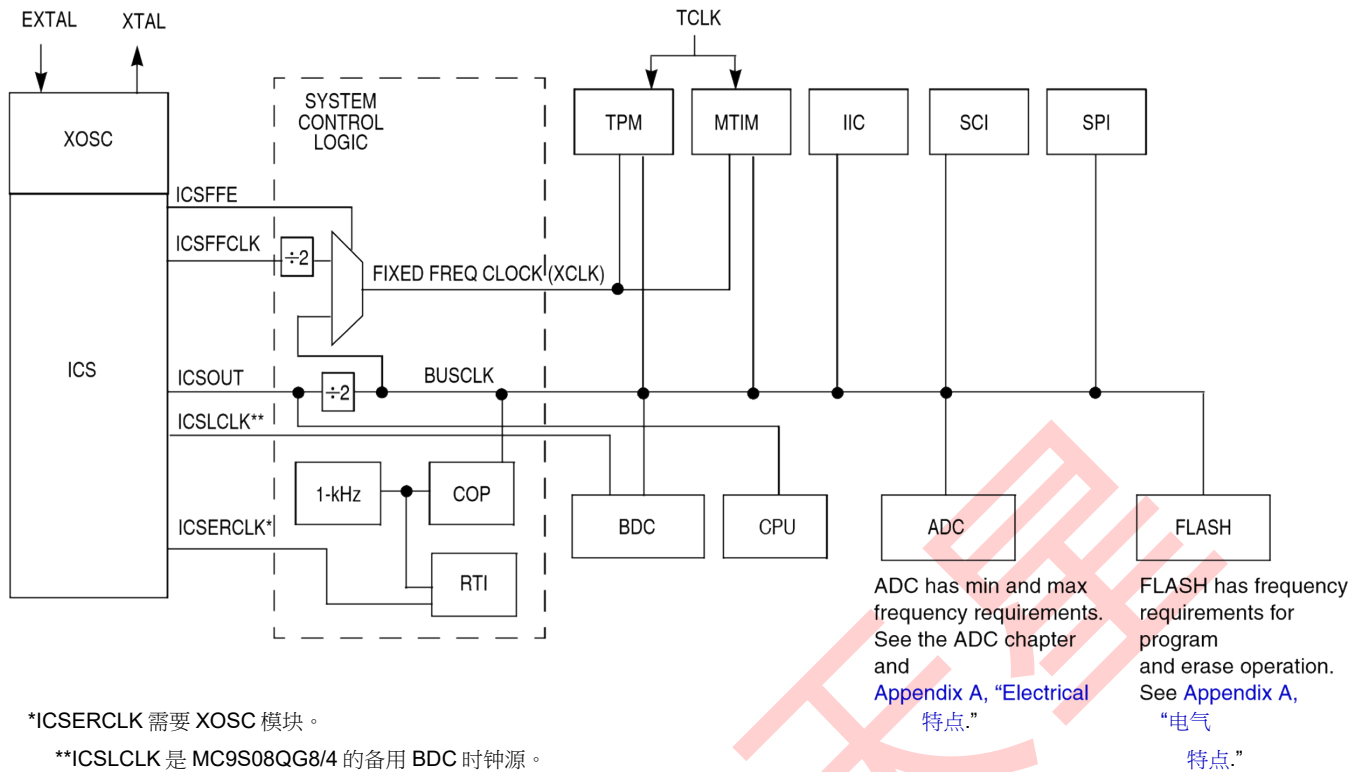 EXTAL
XTAL
TCLK
XOSC
SYSTEM
CONTROL
LOGIC
TPM
MTIM
IIC
SCI
SPI
ICSFFE
ICSFFCLK
÷2
FIXED FREQ CLOCK (XCLK)
ICS
ICSOUT
÷2
BUSCLK
ICSLCLK**
1-kHz
COP
BDC
CPU
ADC
FLASH
ICSERCLK*
RTI
ADC has min and max
frequency requirements.
See the ADC chapter
and
Appendix A, “Electrical
特点.”
FLASH has frequency
requirements for
program
and erase operation.
See Appendix A,
“电气
特点.”
*ICSERCLK 需要 XOSC 模块。
**ICSLCLK 是 MC9S08QG8/4 的备用 BDC 时钟源。
天星